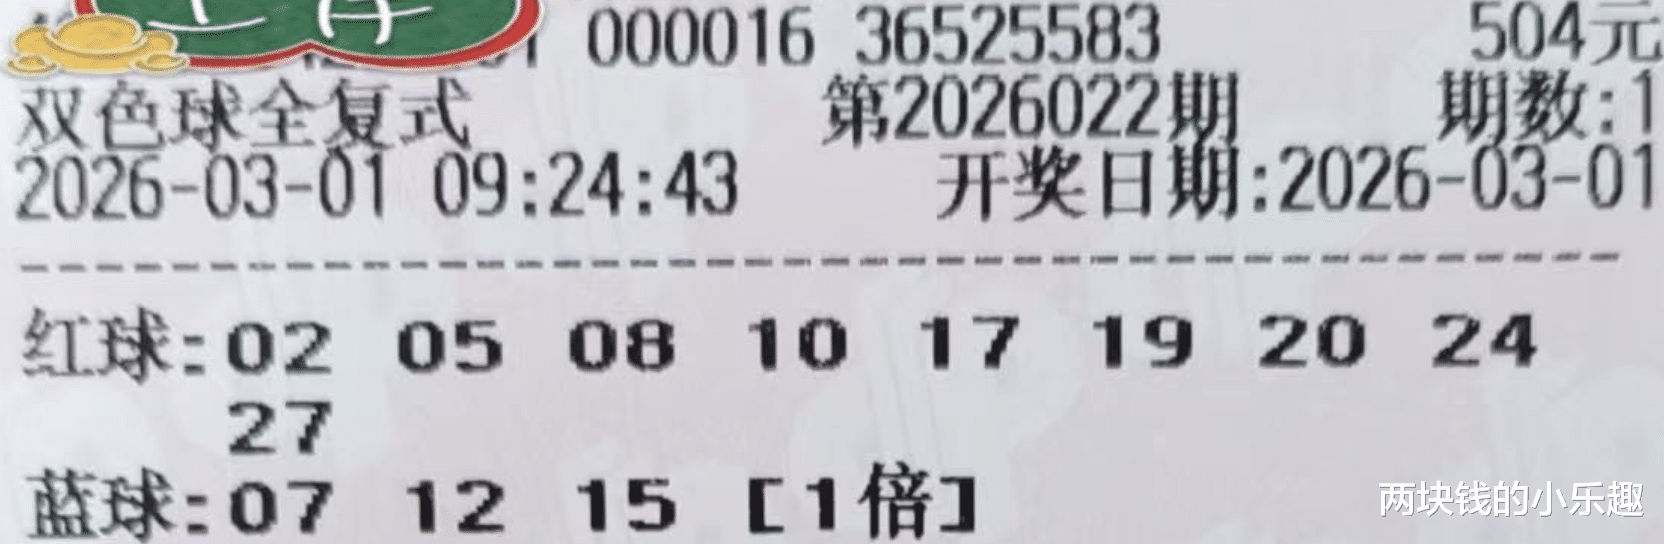 000016 36525583 504元
双色球全复式 第2026022期 期数:1
2026-03-01 09:24:43 开奖日期:2026-03-01
红球:02 05 08 10 17 19 20 24
27
蓝球:07 12 15 [1倍]
两块钱的小乐趣